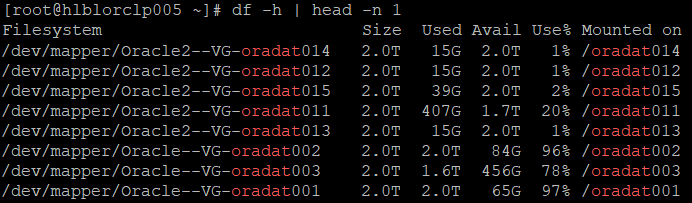 [root@hlblorclp005 ~]# df -h | head -n 1
Filesystem Size Used Avail Use% Mounted on
/dev/mapper/Oracle2--VG-oradat014 2.0T 15G 2.0T 1% /oradat014
/dev/mapper/Oracle2--VG-oradat012 2.0T 15G 2.0T 1% /oradat012
/dev/mapper/Oracle2--VG-oradat015 2.0T 39G 2.0T 2% /oradat015
/dev/mapper/Oracle2--VG-oradat011 2.0T 407G 1.7T 20% /oradat011
/dev/mapper/Oracle2--VG-oradat013 2.0T 15G 2.0T 1% /oradat013
/dev/mapper/Oracle--VG-oradat002 2.0T 2.0T 84G 96% /oradat002
/dev/mapper/Oracle--VG-oradat003 2.0T 1.6T 456G 78% /oradat003
/dev/mapper/Oracle--VG-oradat001 2.0T 2.0T 65G 97% /oradat001